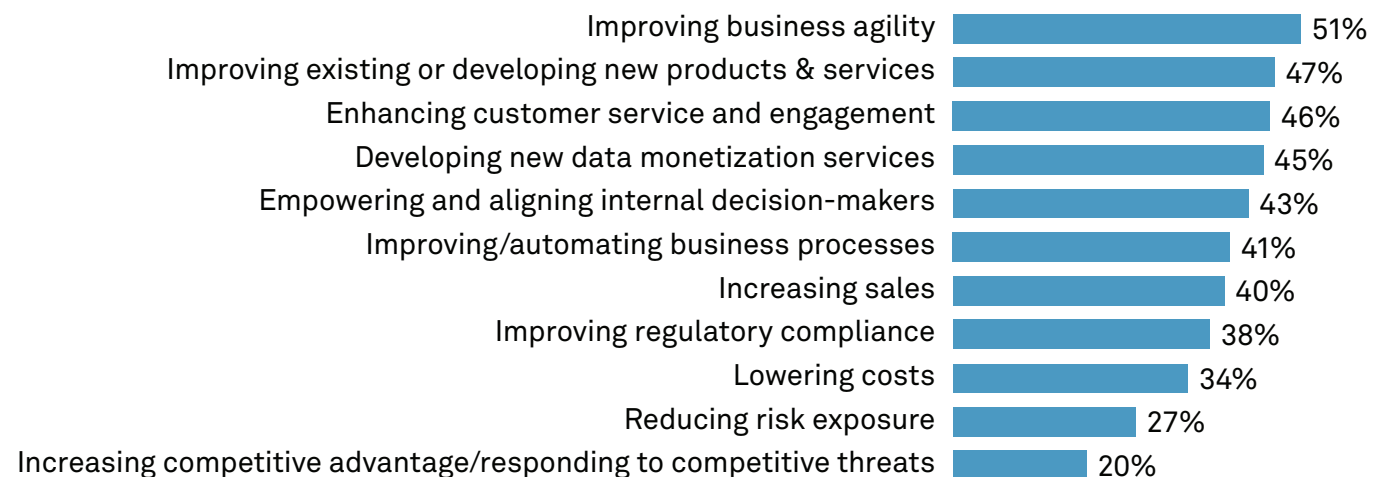 Improving business agility 51%
Improving existing or developing new products & services 47%
Enhancing customer service and engagement 46%
Developing new data monetization services 45%
Empowering and aligning internal decision-makers 43%
Improving/automating business processes 41%
Increasing sales 40%
Improving regulatory compliance 38%
Lowering costs 34%
Reducing risk exposure 27%
Increasing competitive advantage/responding to competitive threats 20%